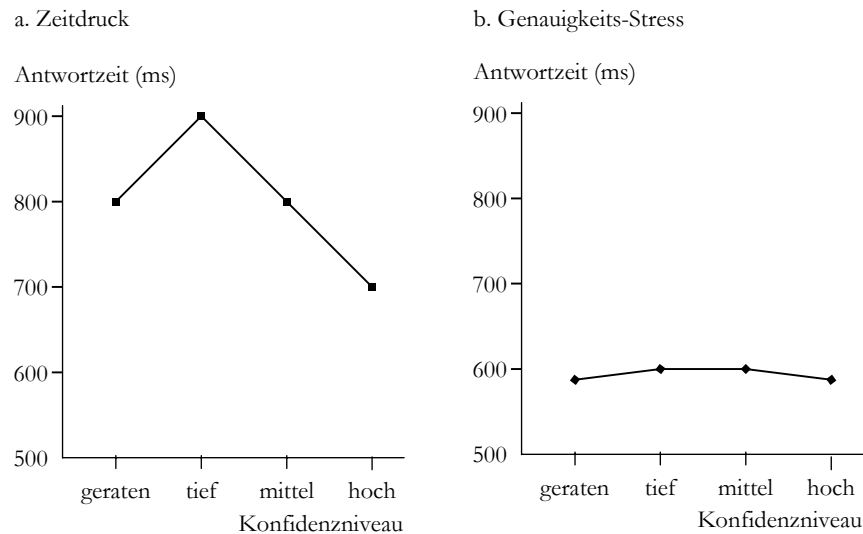 a. Zeitdruck
Antwortzeit (ms)
900
800
700
600
500
geraten tief mittel hoch
Konfidenzniveau
b. Genauigkeits-Stress
Antwortzeit (ms)
900
800
700
600
500
geraten tief mittel hoch
Konfidenzniveau